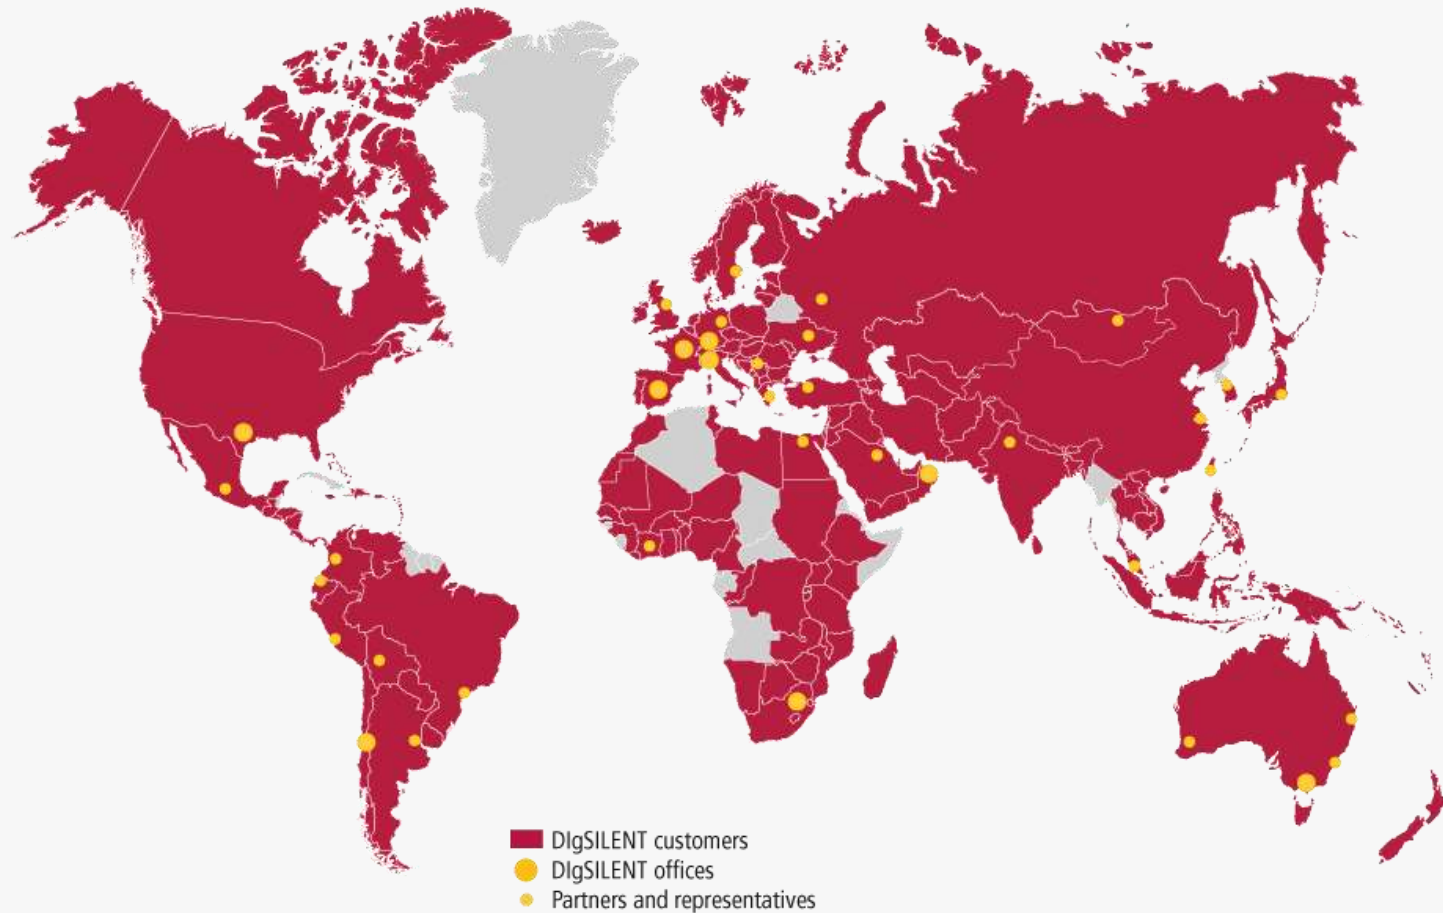 DIgSILENT customers
DIgSILENT offices
Partners and representatives